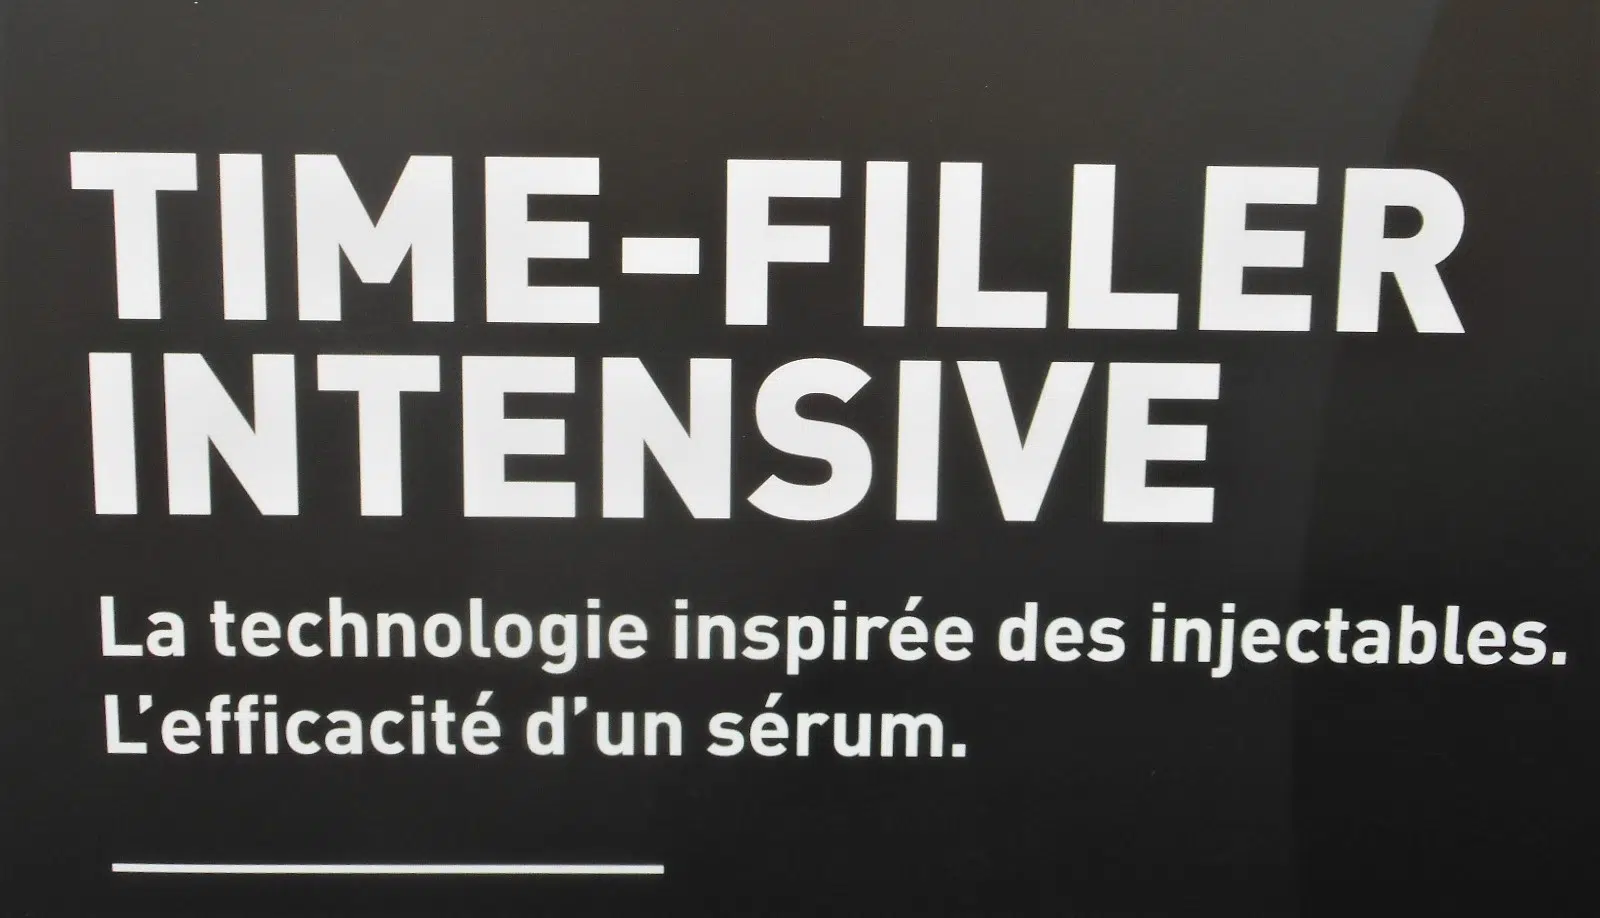 TIME-FILLER
INTENSIVE
La technologie inspirée des injectables.
L'efficacité d'un sérum.